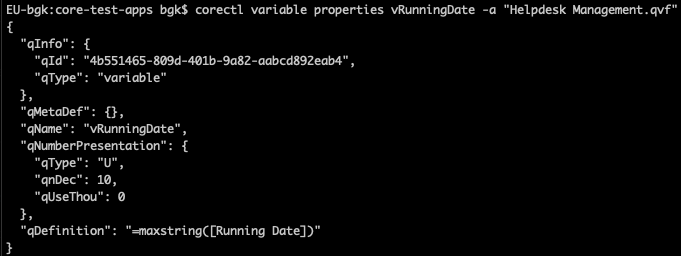 EU-bgk:core-test-apps bgk$ corectl variable properties vRunningDate -a "Helpdesk Management.qvf"
{
  "qInfo": {
    "qId": "4b551465-809d-401b-9a82-aabcd892eab4",
    "qType": "variable"
  },
  "qMetaDef": {},
  "qName": "vRunningDate",
  "qNumberPresentation": {
    "qType": "U",
    "qnDec": 10,
    "qUseThou": 0
  },
  "qDefinition": "=maxstring([Running Date])"
}